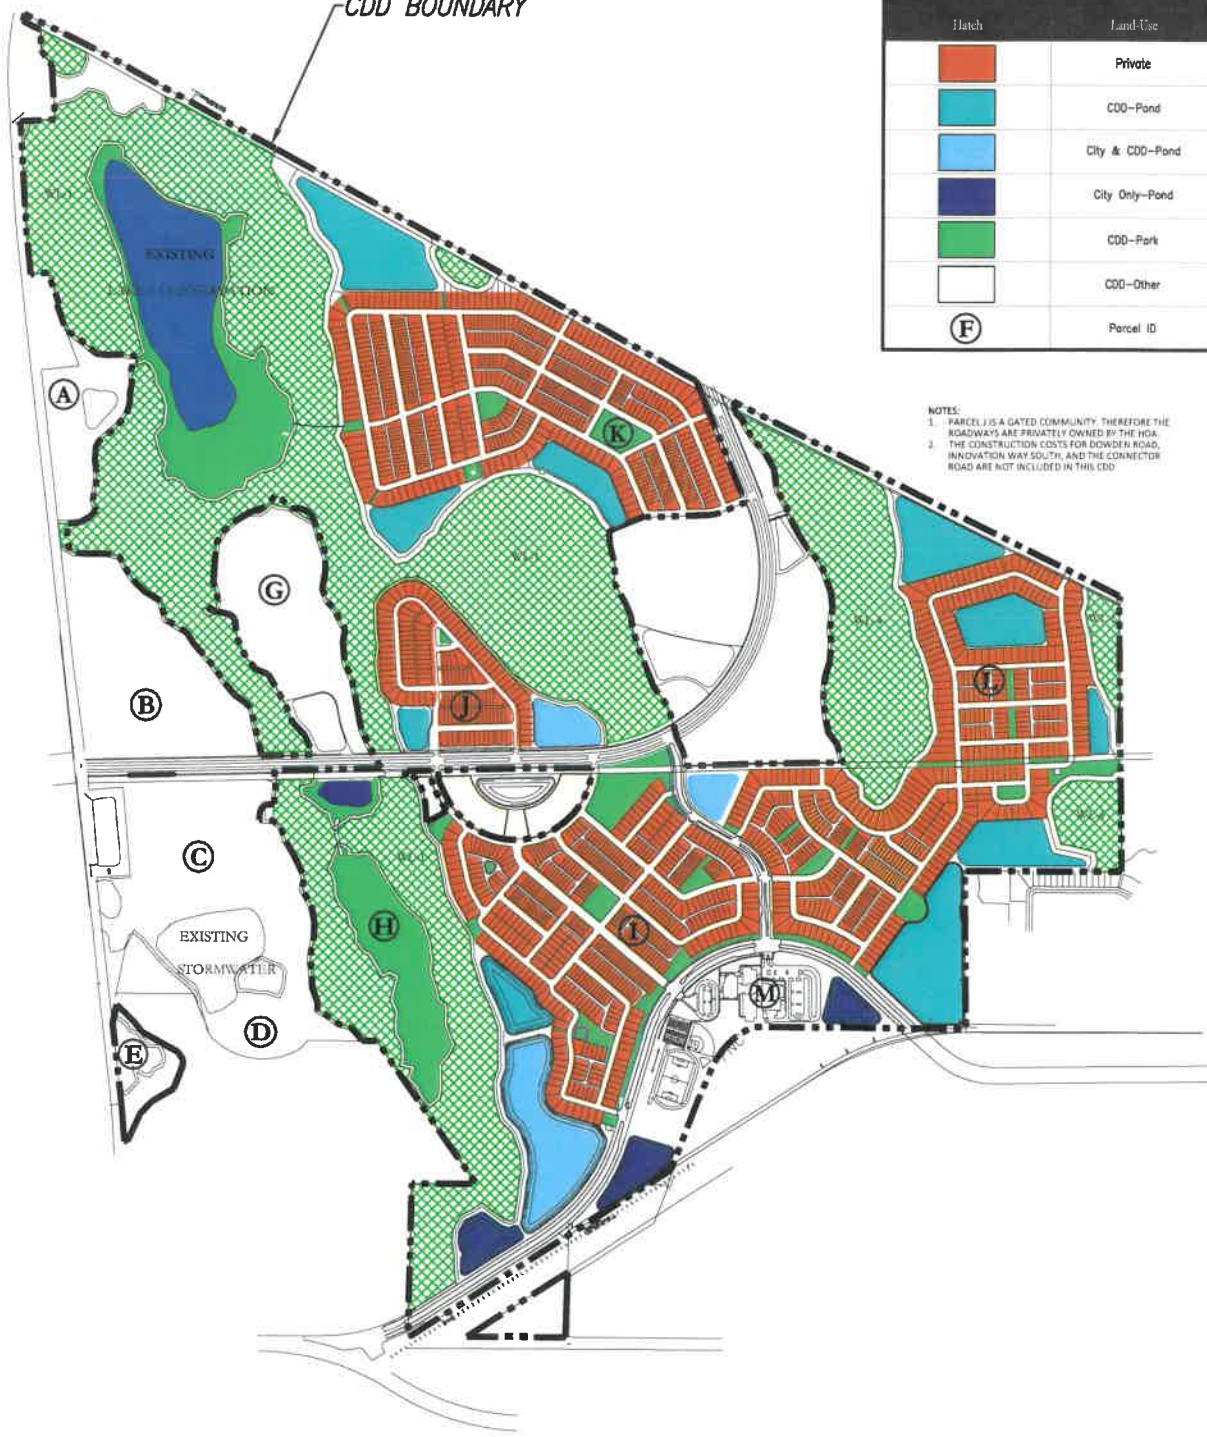 CDD BOUNDARY
Hatch Land-Use
Private
CDD-Pond
City & CDD-Pond
City Only-Pond
CDD-Park
CDD-Other
F Parcel ID
NOTES:
1. PARCEL J IS A GATED COMMUNITY. THEREFORE THE
ROADWAYS ARE PRIVATELY OWNED BY THE HOA.
2. THE CONSTRUCTION COSTS FOR DOWDEN ROAD,
INNOVATION WAY SOUTH, AND THE CONNECTOR
ROAD ARE NOT INCLUDED IN THIS CDD
EXISTING
A
K
G
B
J
L
C
H
I
EXISTING
STORMWATER
M
D
E